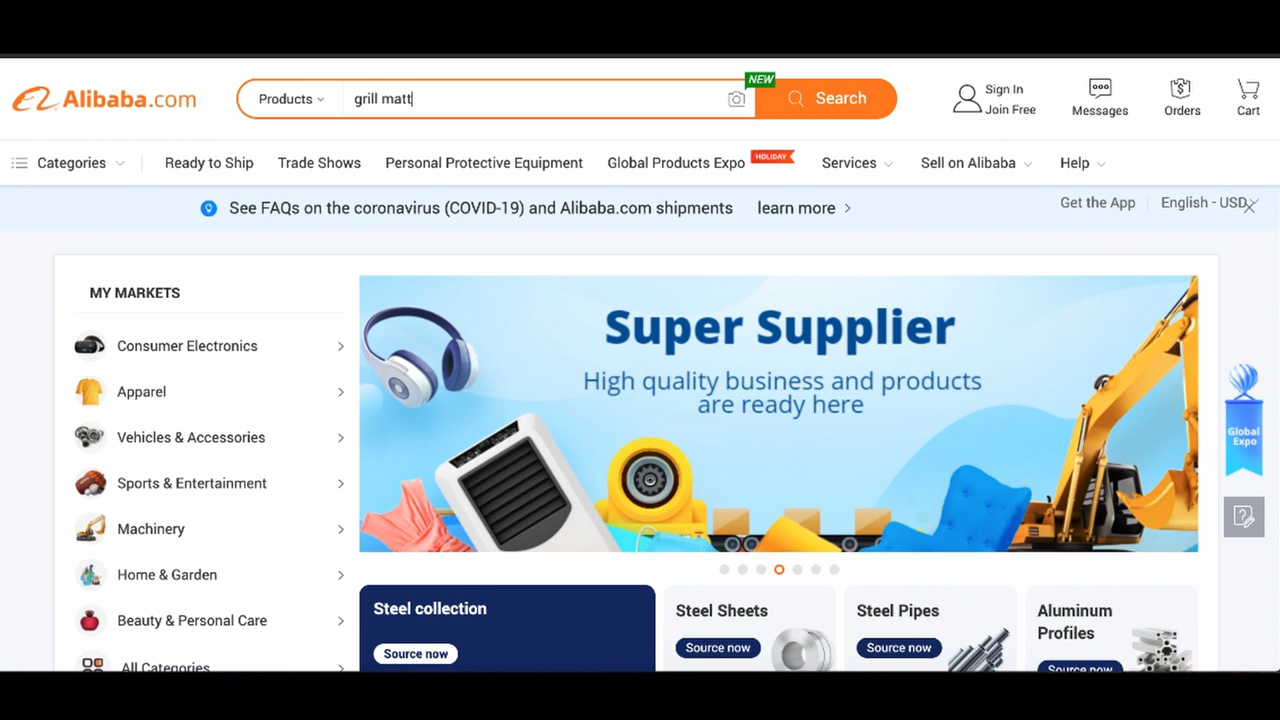 Alibaba.com
Products
grill matt
NEW
Search
Sign In
Join Free
Messages
Orders
Cart
Categories
Ready to Ship
Trade Shows
Personal Protective Equipment
Global Products Expo
HOLIDAY
Services
Sell on Alibaba
Help
See FAQs on the coronavirus (COVID-19) and Alibaba.com shipments learn more
Get the App
English - USD
MY MARKETS
Consumer Electronics
Apparel
Vehicles & Accessories
Sports & Entertainment
Machinery
Home & Garden
Beauty & Personal Care
All Categories
Super Supplier
High quality business and products
are ready here
Global
Expo
Steel collection
Source now
Steel Sheets
Source now
Steel Pipes
Source now
Aluminum
Profiles
Source now